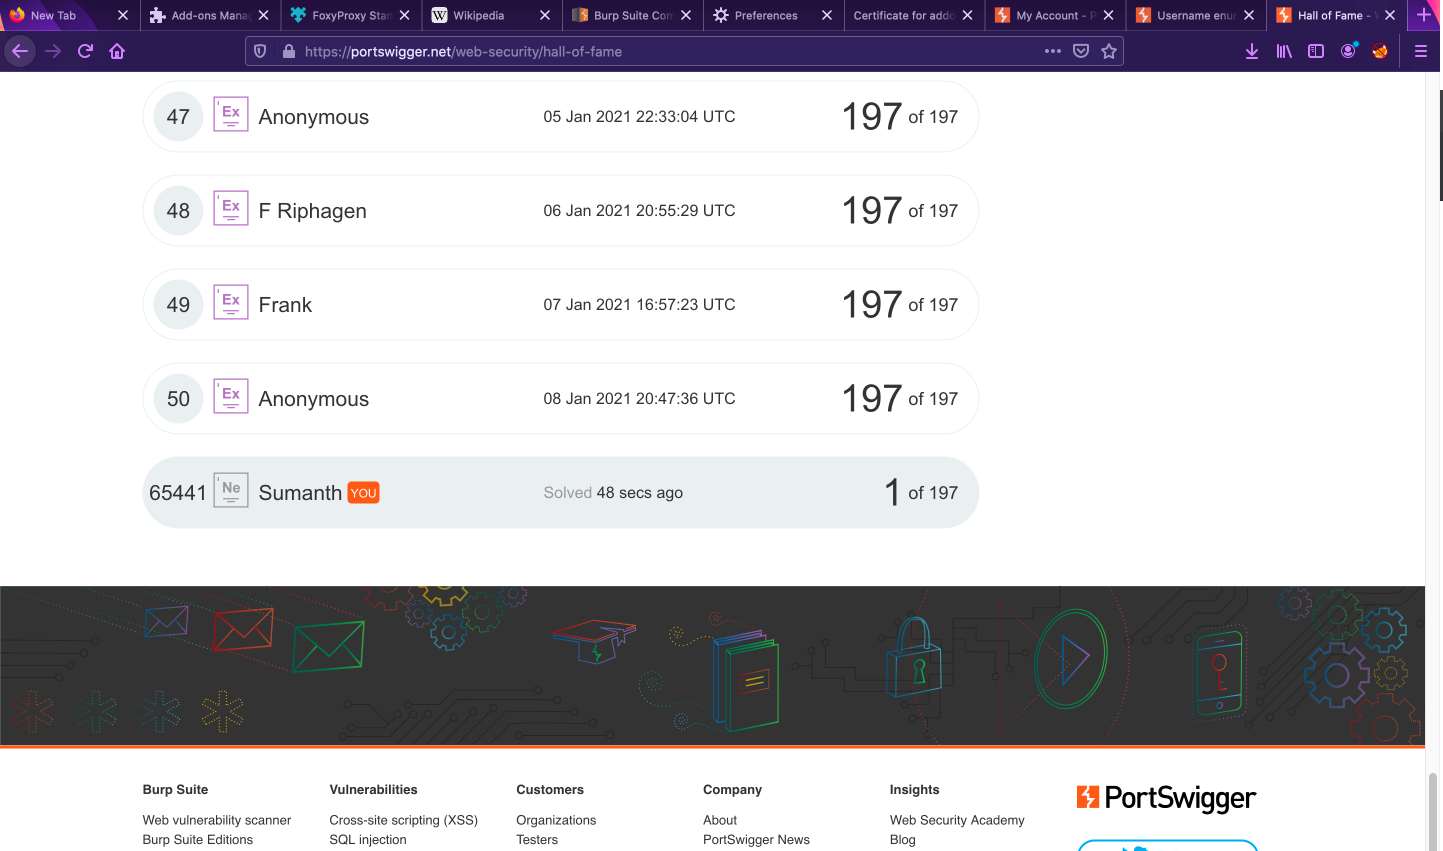 New Tab
Add-ons Mana
FoxyProxy Stan
Wikipedia
Burp Suite Com
Preferences
Certificate for addo
My Account - P
Username enur
Hall of Fame - W
https://portswigger.net/web-security/hall-of-fame
47 Ex Anonymous 05 Jan 2021 22:33:04 UTC 197 of 197
48 Ex F Riphagen 06 Jan 2021 20:55:29 UTC 197 of 197
49 Ex Frank 07 Jan 2021 16:57:23 UTC 197 of 197
50 Ex Anonymous 08 Jan 2021 20:47:36 UTC 197 of 197
65441 Ne Sumanth YOU Solved 48 secs ago 1 of 197
Burp Suite
Web vulnerability scanner
Burp Suite Editions
Vulnerabilities
Cross-site scripting (XSS)
SQL injection
Customers
Organizations
Testers
Company
About
PortSwigger News
Insights
Web Security Academy
Blog
PortSwigger